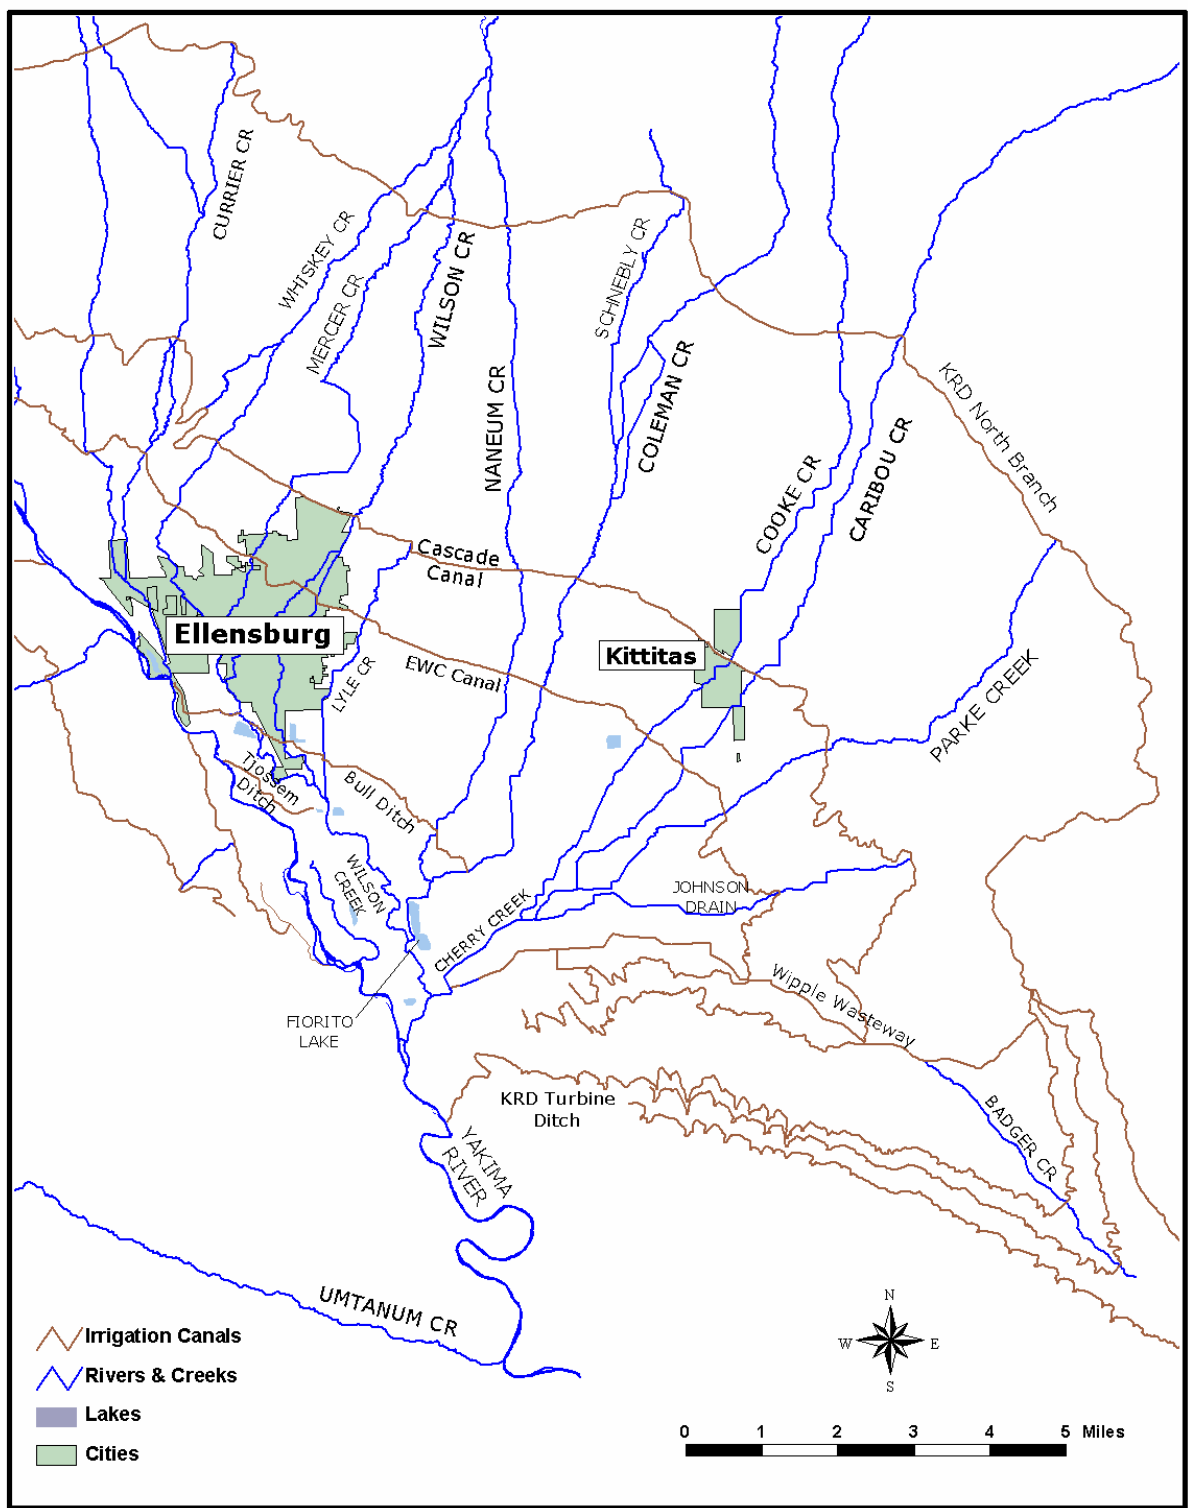 CURRIER CR
WHISKEY CR
MERCER CR
WILSON CR
NANEUM CR
SCHNEBLY CR
COLEMAN CR
COOKE CR
CARIBOU CR
KRD North Branch
Cascade
Canal
Ellensburg
Kittitas
EWC Canal
LYLE CR
PARKE CREEK
Tjossem
Ditch
Bull Ditch
WILSON
CREEK
JOHNSON
DRAIN
CHERRY CREEK
Wipple Wasteway
FIORITO
LAKE
KRD Turbine
Ditch
BADGER CR
YAKIMA
RIVER
UMTANUM CR
Irrigation Canals
Rivers & Creeks
Lakes
Cities
N
W
E
S
0 1 2 3 4 5 Miles